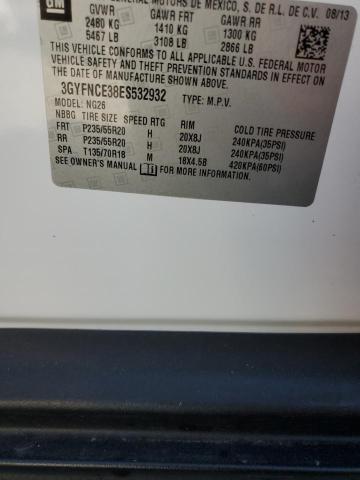 GM GENERAL MOTORS DE MEXICO, S. DE R.L. DE C.V. 08/13
GVWR GAWR FRT GAWR RR
2480 KG 1410 KG 1300 KG
5467 LB 3108 LB 2866 LB
THIS VEHICLE CONFORMS TO ALL APPLICABLE U.S. FEDERAL MOTOR
VEHICLE SAFETY AND THEFT PREVENTION STANDARDS IN EFFECT ON THE
DATE OF MANUFACTURE SHOWN ABOVE.
3GYFNCE38ES532932 TYPE: M.P.V.
MODEL: NG26
NBBG TIRE SIZE SPEED RTG RIM COLD TIRE PRESSURE
FRT P235/55R20 H 20X8J 240KPA(35PSI)
RR P235/55R20 H 20X8J 240KPA(35PSI)
SPA T135/70R18 M 18X4.5B 420KPA(60PSI)
SEE OWNER'S MANUAL FOR MORE INFORMATION.